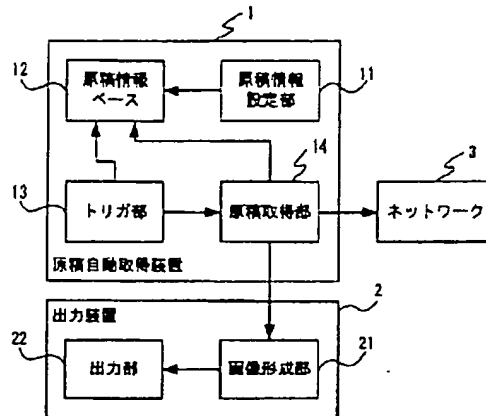 1
12
原稿情報
ベース
原稿情報
設定部
11
14
3
13
トリガ部
原稿取得部
ネットワーク
原稿自動取得装置
2
出力装置
22
出力部
画像形成部
21